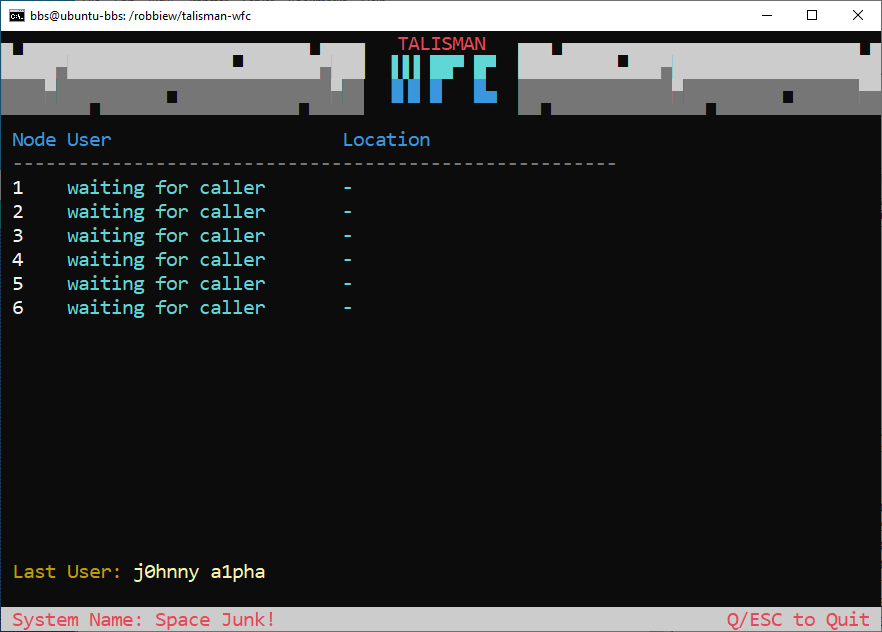 bbs@ubuntu-bbs: /robbiew/talisman-wfc
TALISMAN
WFC
Node User Location
-------------------------------------------------------
1 waiting for caller -
2 waiting for caller -
3 waiting for caller -
4 waiting for caller -
5 waiting for caller -
6 waiting for caller -
Last User: j0hnny a1pha
System Name: Space Junk! Q/ESC to Quit